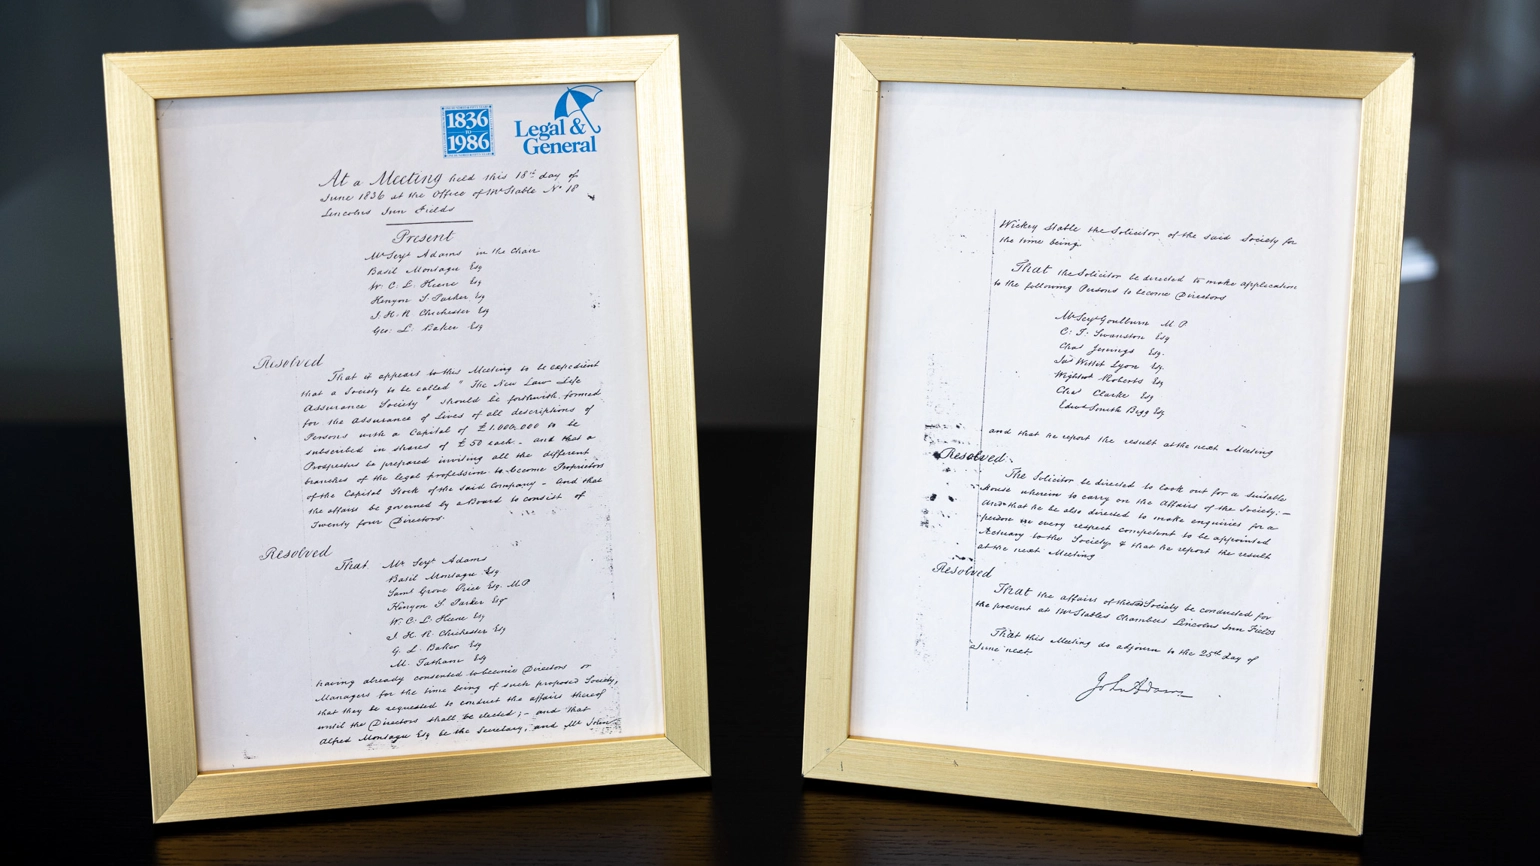 1836
to
1986
Legal &
General
At a Meeting held this 18th day of
June 1836 at the Office of Mr Stable No 18
Lincolns Inn Fields
Present
Mr Serjt Adams in the Chair
Basil Montagu Esq
W. C. L. Keene Esq
Kenyon S. Parker Esq
J. H. R Chichester Esq
Geo. L. Baker Esq
Resolved
That it appears to this Meeting to be expedient
that a Society to be called "The New Law Life
Assurance Society" should be forthwith formed
for the Assurance of Lives of all descriptions of
Persons with a Capital of £1,000,000 to be
subscribed in shares of £50 each - and that a
Prospectus be prepared inviting all the different
branches of the legal profession to become Proprietors
of the Capital Stock of the said Company - and that
the affairs be governed by a Board to consist of
Twenty four Directors.
Resolved
That Mr Serjt Adams
Basil Montagu Esq
Saml Grove Price Esq. M.P
Kenyon S. Parker Esq
W. C. L. Keene Esq
J. H. R. Chichester Esq
G. L. Baker Esq
M. Tatham Esq
having already consented to become Directors or
Managers for the time being of such proposed Society,
that they be requested to conduct the affairs thereof
until the Directors shall be elected; - and that
Alfred Montagu Esq be the Secretary, and Mr John
Wickey Stable the Solicitor of the said Society for
the time being
That the Solicitor be directed to make application
to the following Persons to become Directors
Mr Serjt Goulburn M.P
C. T. Swanston Esq
Chas Jennings Esq.
Jas Willet Lyon Esq.
Wightwk Roberts Esq
Chas Clarke Esq
Edwd Smith Bigg Esq
and that he report the result at the next Meeting
Resolved
The Solicitor be directed to look out for a suitable
House wherein to carry on the Affairs of the Society: -
And that he be also directed to make enquiries for a
person in every respect competent to be appointed
Actuary to the Society & that he report the result
at the next Meeting
Resolved
That the affairs of the Society be conducted for
the present at Mr Stables Chambers Lincolns Inn Fields
That this Meeting do adjourn to the 25th day of
June next
John Adams